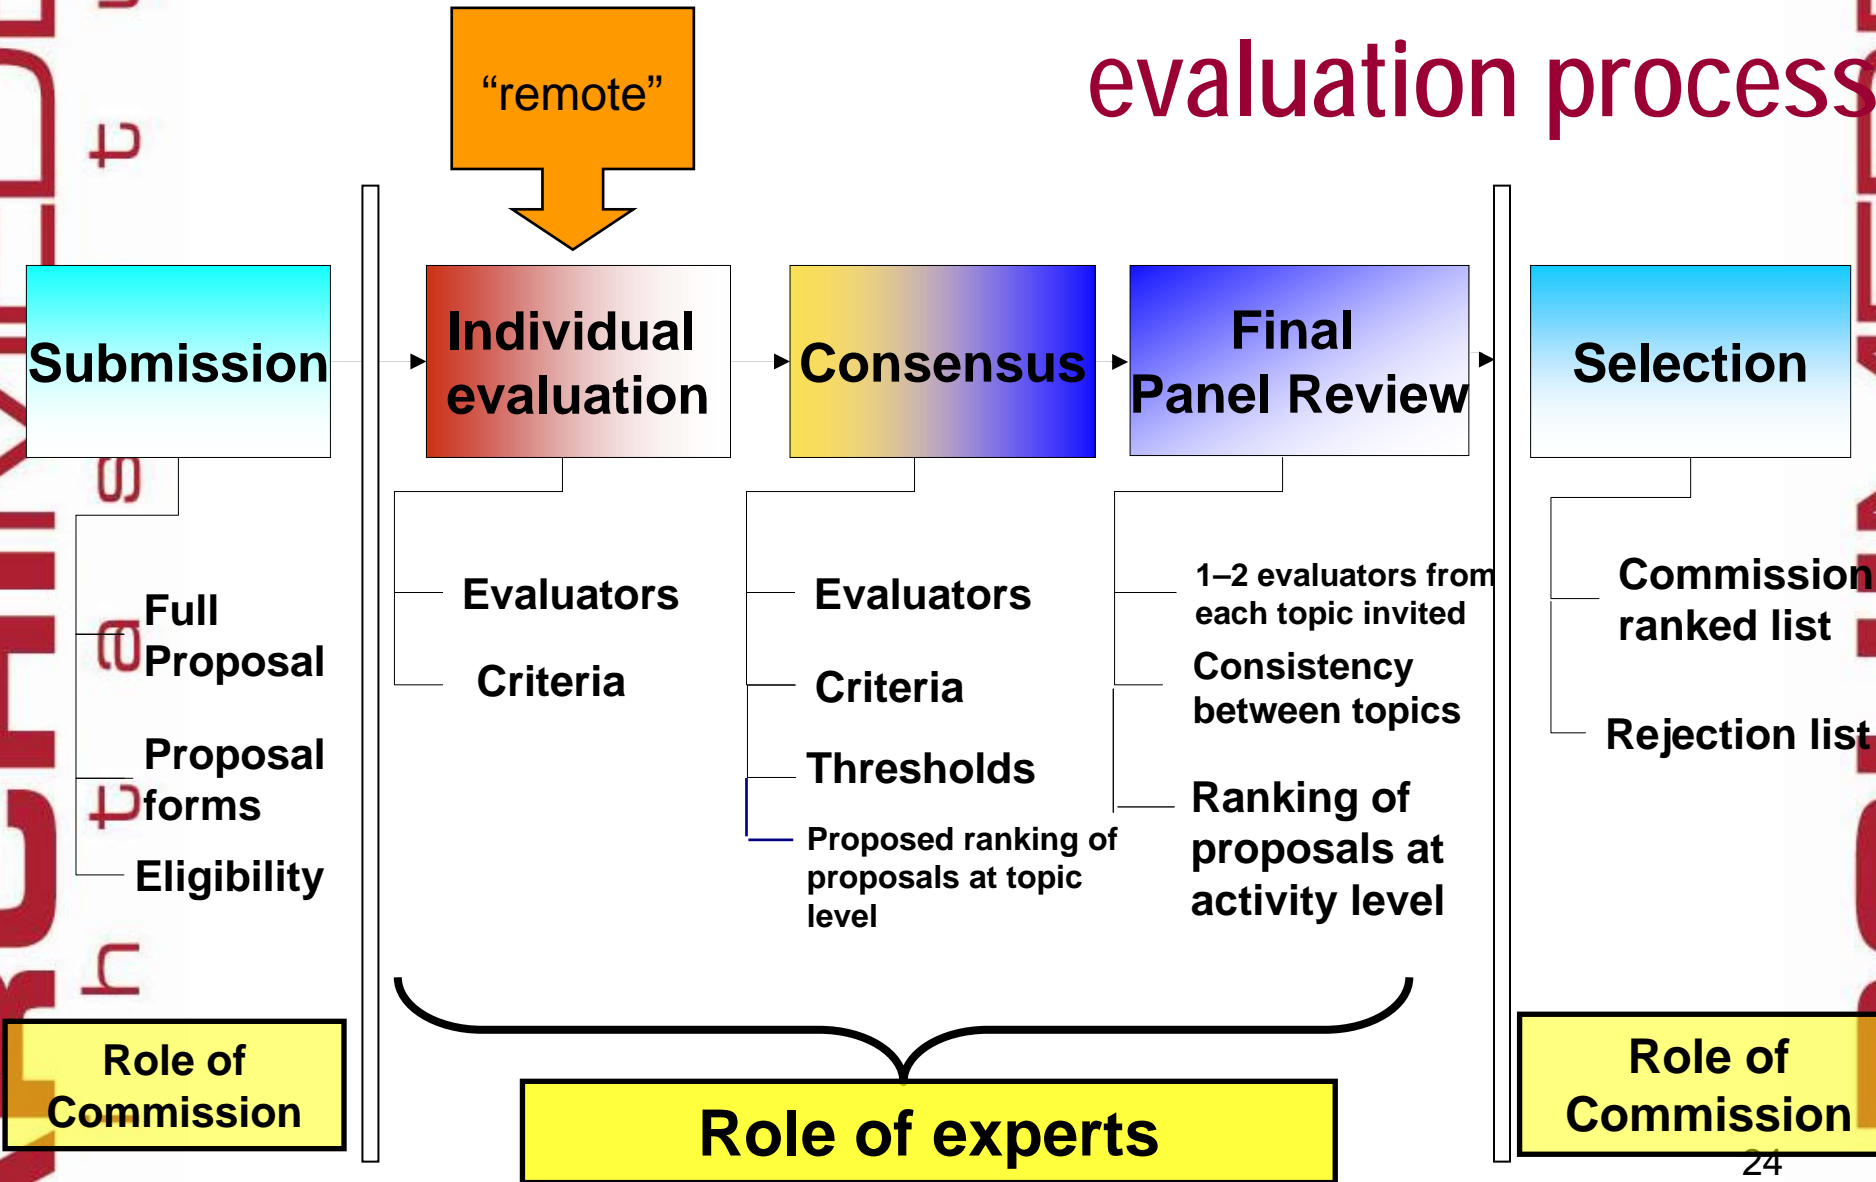 evaluation process
“remote”
Submission
Individual
evaluation
Consensus
Final
Panel Review
Selection
Full
Proposal
Proposal
forms
Eligibility
Evaluators
Criteria
Evaluators
Criteria
Thresholds
Proposed ranking of
proposals at topic
level
1–2 evaluators from
each topic invited
Consistency
between topics
Ranking of
proposals at
activity level
Commission
ranked list
Rejection list
Role of
Commission
Role of experts
Role of
Commission
24